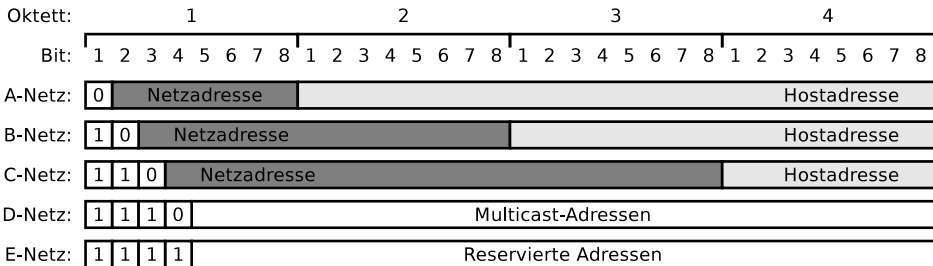 Oktett: 1 2 3 4
Bit: 1 2 3 4 5 6 7 8 1 2 3 4 5 6 7 8 1 2 3 4 5 6 7 8 1 2 3 4 5 6 7 8
A-Netz: 0 Netzadresse Hostadresse
B-Netz: 1 0 Netzadresse Hostadresse
C-Netz: 1 1 0 Netzadresse Hostadresse
D-Netz: 1 1 1 0 Multicast-Adressen
E-Netz: 1 1 1 1 Reservierte Adressen